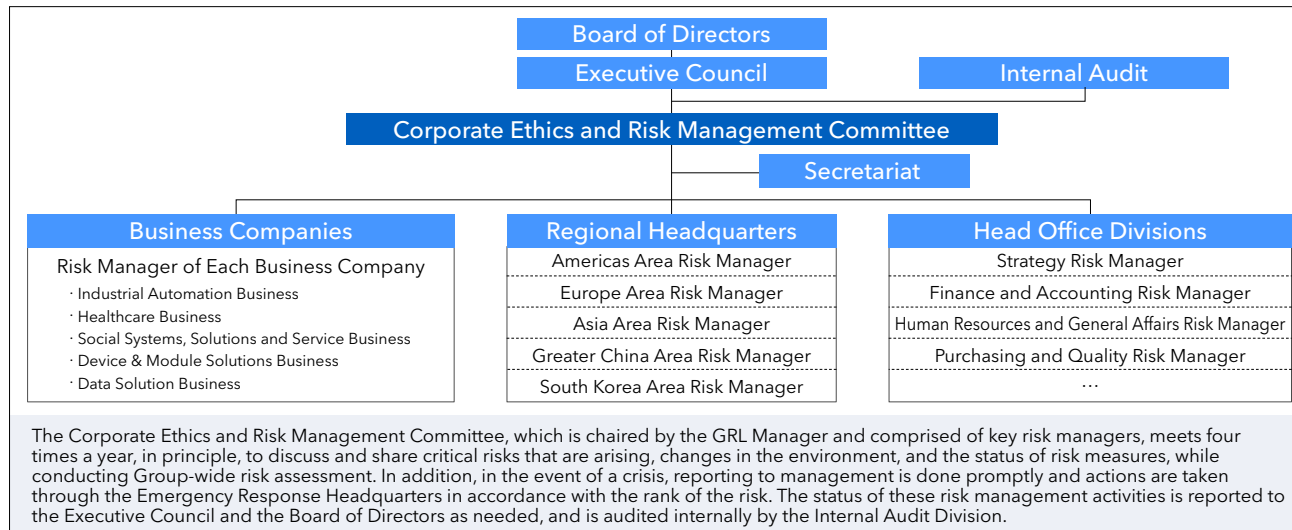 Board of Directors
Executive Council
Internal Audit
Corporate Ethics and Risk Management Committee
Secretariat
Business Companies
Risk Manager of Each Business Company
· Industrial Automation Business
· Healthcare Business
· Social Systems, Solutions and Service Business
· Device & Module Solutions Business
· Data Solution Business
Regional Headquarters
Americas Area Risk Manager
Europe Area Risk Manager
Asia Area Risk Manager
Greater China Area Risk Manager
South Korea Area Risk Manager
Head Office Divisions
Strategy Risk Manager
Finance and Accounting Risk Manager
Human Resources and General Affairs Risk Manager
Purchasing and Quality Risk Manager
…
The Corporate Ethics and Risk Management Committee, which is chaired by the GRL Manager and comprised of key risk managers, meets four
times a year, in principle, to discuss and share critical risks that are arising, changes in the environment, and the status of risk measures, while
conducting Group-wide risk assessment. In addition, in the event of a crisis, reporting to management is done promptly and actions are taken
through the Emergency Response Headquarters in accordance with the rank of the risk. The status of these risk management activities is reported to
the Executive Council and the Board of Directors as needed, and is audited internally by the Internal Audit Division.